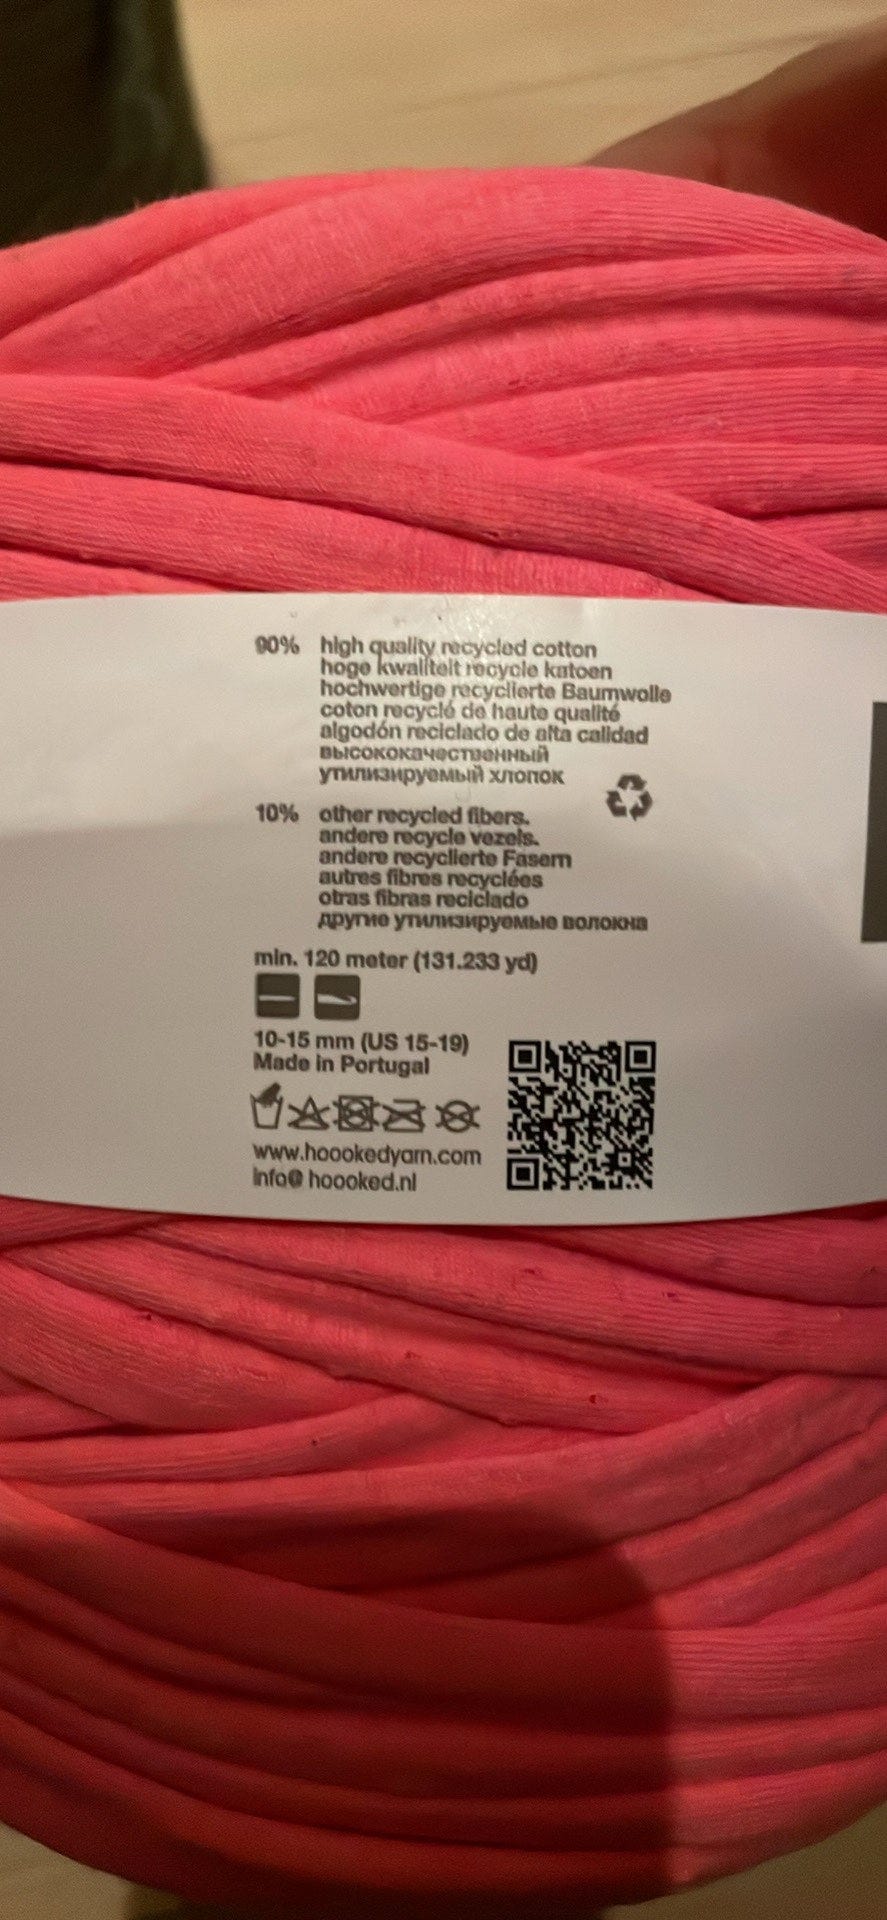 90% high quality recycled cotton
hoge kwaliteit recycle katoen
hochwertige recyclierte Baumwolle
coton recyclé de haute qualité
algodón reciclado de alta calidad
высококачественный
утилизируемый хлопок
10% other recycled fibers.
andere recycle vezels.
andere recyclierte Fasern
autres fibres recyclées
otras fibras reciclado
другие утилизируемые волокна
min. 120 meter (131.233 yd)
10-15 mm (US 15-19)
Made in Portugal
www.hoookedyarn.com
info@ hoooked.nl